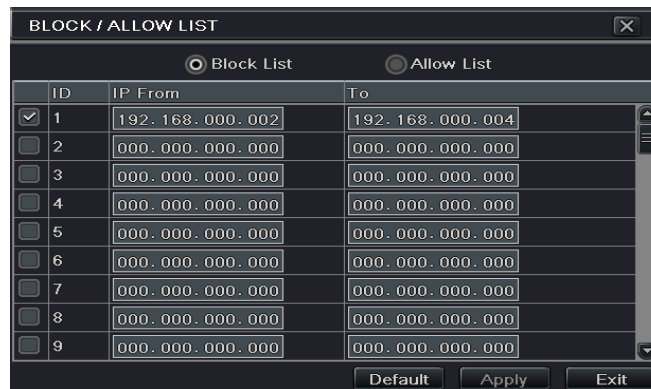 BLOCK / ALLOW LIST
Block List Allow List
ID IP From To
1 192.168.000.002 192.168.000.004
2 000.000.000.000 000.000.000.000
3 000.000.000.000 000.000.000.000
4 000.000.000.000 000.000.000.000
5 000.000.000.000 000.000.000.000
6 000.000.000.000 000.000.000.000
7 000.000.000.000 000.000.000.000
8 000.000.000.000 000.000.000.000
9 000.000.000.000 000.000.000.000
Default Apply Exit